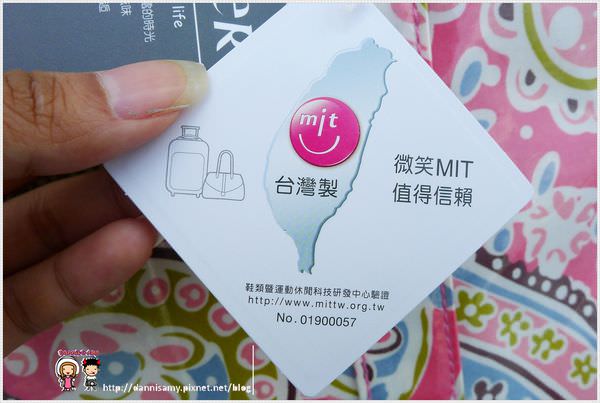 life
mit
台灣製
微笑MIT
值得信賴
鞋類暨運動休閒科技研發中心驗證
http://www.mittw.org.tw
No. 01900057
http://dannisamy.pixnet.net/blog